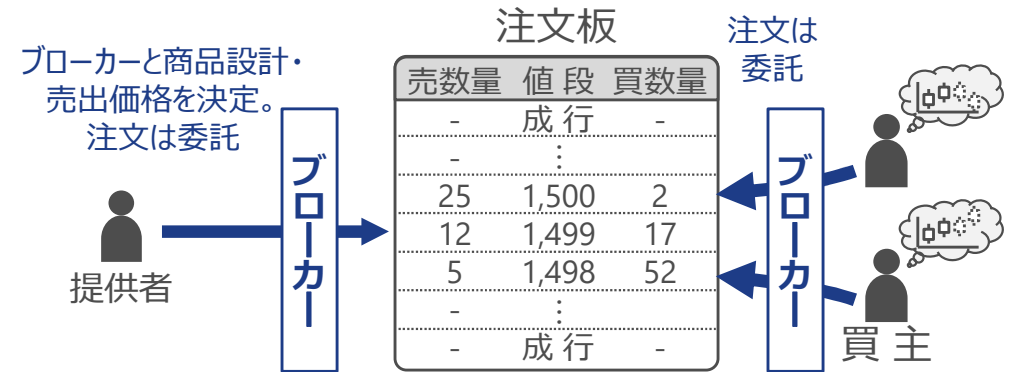 注文板
ブローカーと商品設計・
売出価格を決定。
注文は委託
注文は
委託
売数量 値段 買数量
- 成行 -
- :
25 1,500 2
12 1,499 17
5 1,498 52
- :
- 成行 -
ブローカー
ブローカー
提供者
買主